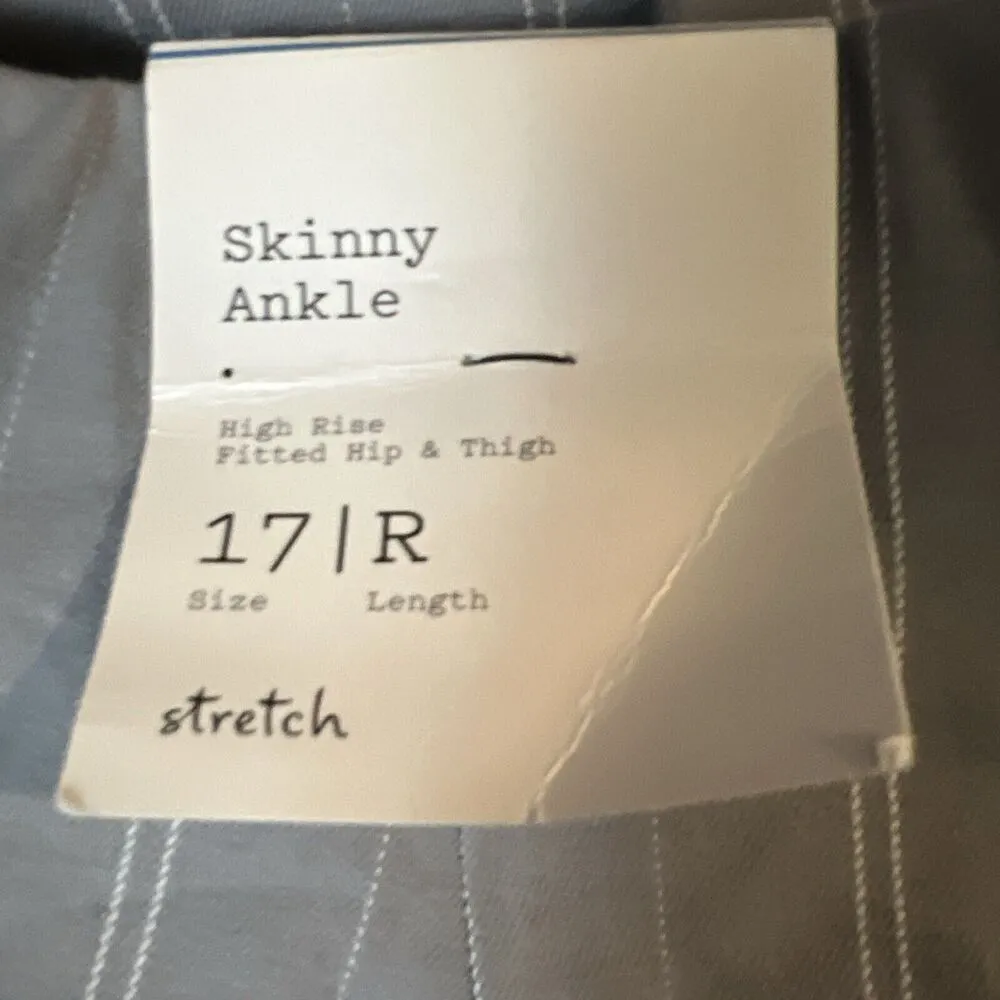 Skinny
Ankle
High Rise
Fitted Hip & Thigh
17|R
Size Length
stretch